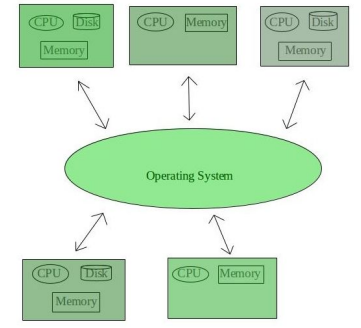 CPU Disk
Memory
CPU Memory
CPU Disk
Memory
Operating System
CPU Disk
Memory
CPU Memory